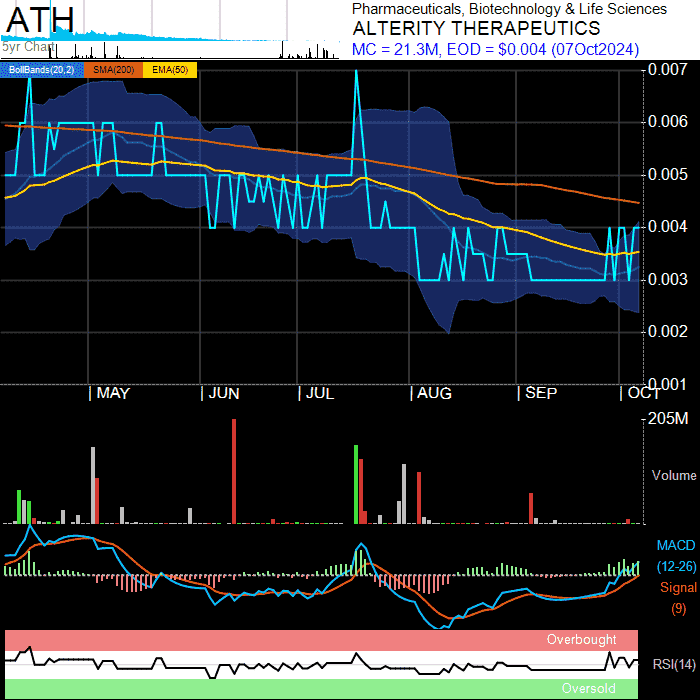 ATH
5yr Chart
Pharmaceuticals, Biotechnology & Life Sciences
ALTERITY THERAPEUTICS
MC = 21.3M, EOD = $0.004 (07Oct2024)
BollBands(20,2) SMA(200) EMA(50)
0.007
0.006
0.005
0.004
0.003
0.002
0.001
| MAY | JUN | JUL | AUG | SEP | OCT
205M
Volume
MACD
(12-26)
Signal
(9)
Overbought
RSI(14)
Oversold